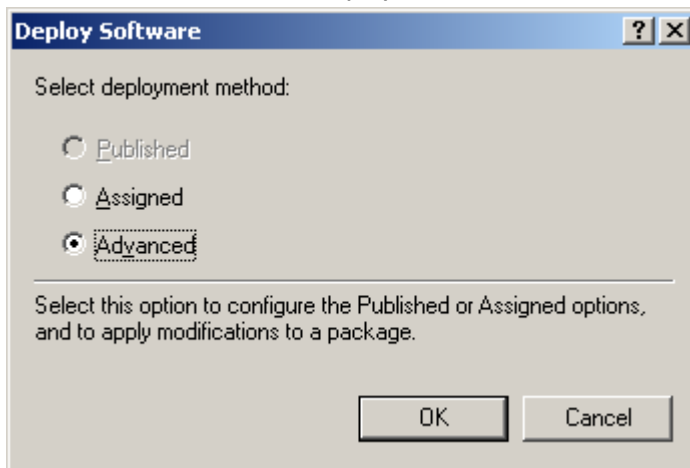 Deploy Software
Select deployment method:
Published
Assigned
Advanced
Select this option to configure the Published or Assigned options,
and to apply modifications to a package.
OK Cancel